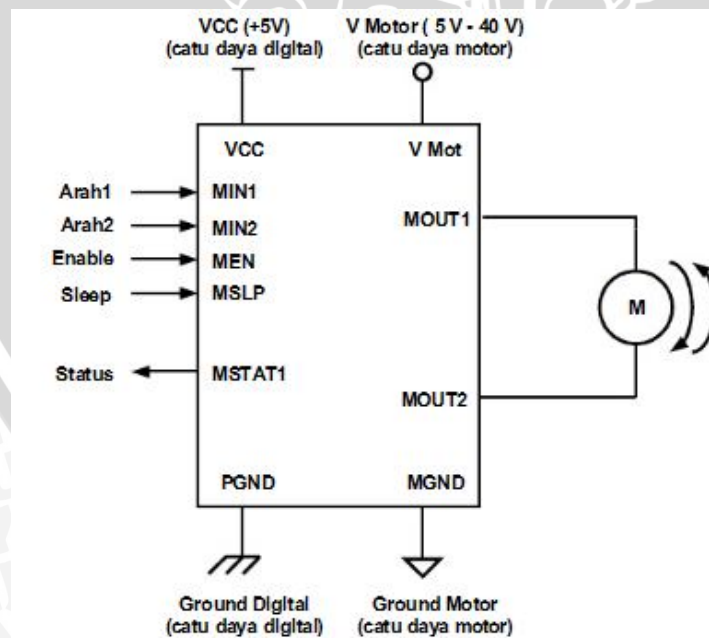 VCC (+5V)
(catu daya digital)
V Motor ( 5 V - 40 V)
(catu daya motor)
VCC
V Mot
Arah1
MIN1
Arah2
MIN2
MOUT1
Enable
MEN
Sleep
MSLP
M
Status
MSTAT1
MOUT2
PGND
MGND
Ground Digital
(catu daya digital)
Ground Motor
(catu daya motor)